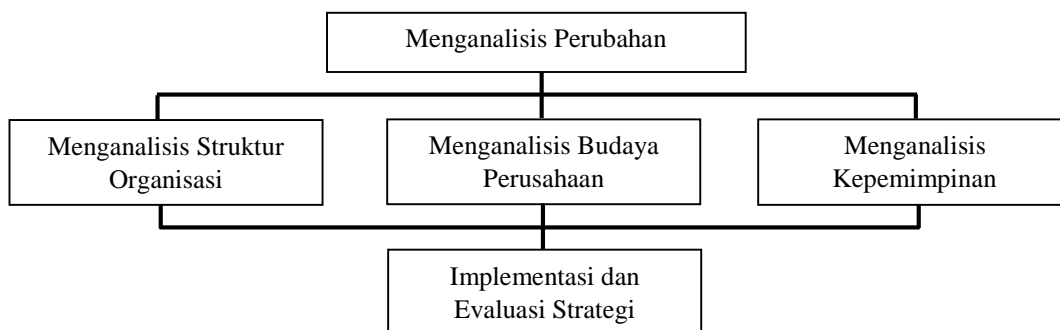 Menganalisis Perubahan
Menganalisis Struktur
Organisasi
Menganalisis Budaya
Perusahaan
Menganalisis
Kepemimpinan
Implementasi dan
Evaluasi Strategi